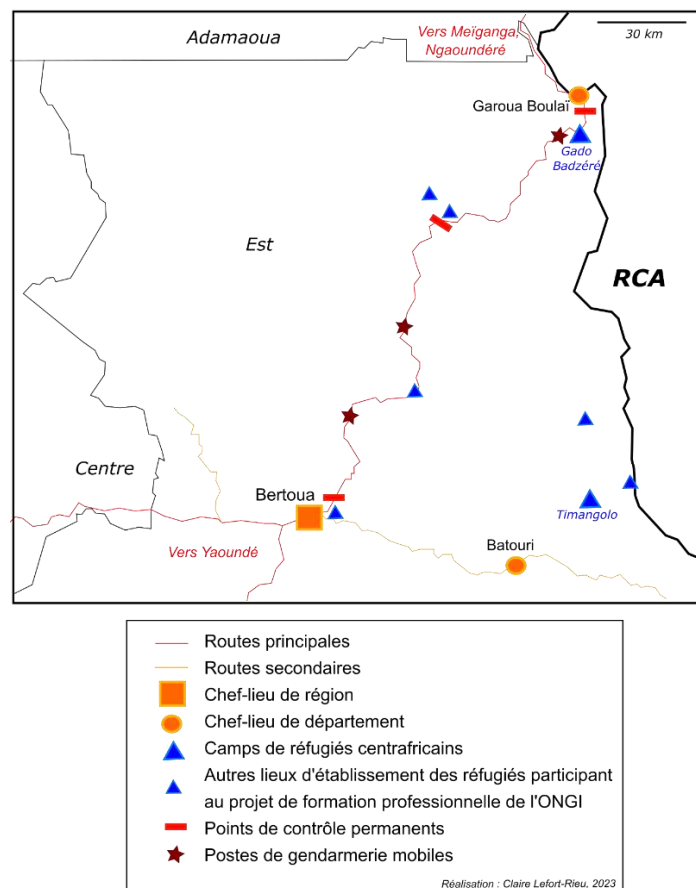 Adamaoua
Vers Meïganga,
Ngaoundéré
30 km
Garoua Boulaï
Gado
Badzéré
Est
RCA
Centre
Bertoua
Timangolo
Vers Yaoundé
Batouri
Routes principales
Routes secondaires
Chef-lieu de région
Chef-lieu de département
Camps de réfugiés centrafricains
Autres lieux d'établissement des réfugiés participant
au projet de formation professionnelle de l'ONGI
Points de contrôle permanents
Postes de gendarmerie mobiles
Réalisation : Claire Lefort-Rieu, 2023